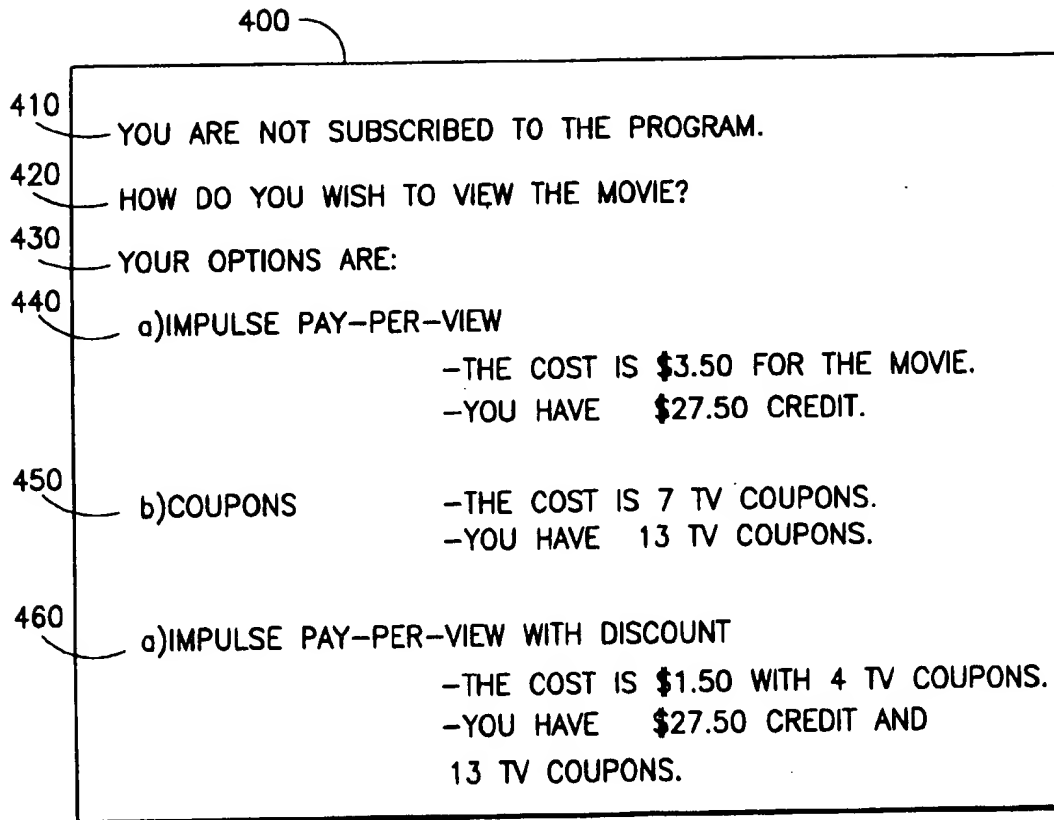 400
410
YOU ARE NOT SUBSCRIBED TO THE PROGRAM.
420
HOW DO YOU WISH TO VIEW THE MOVIE?
430
YOUR OPTIONS ARE:
440
a)IMPULSE PAY-PER-VIEW
-THE COST IS $3.50 FOR THE MOVIE.
-YOU HAVE $27.50 CREDIT.
450
b)COUPONS -THE COST IS 7 TV COUPONS.
-YOU HAVE 13 TV COUPONS.
460
a)IMPULSE PAY-PER-VIEW WITH DISCOUNT
-THE COST IS $1.50 WITH 4 TV COUPONS.
-YOU HAVE $27.50 CREDIT AND
13 TV COUPONS.